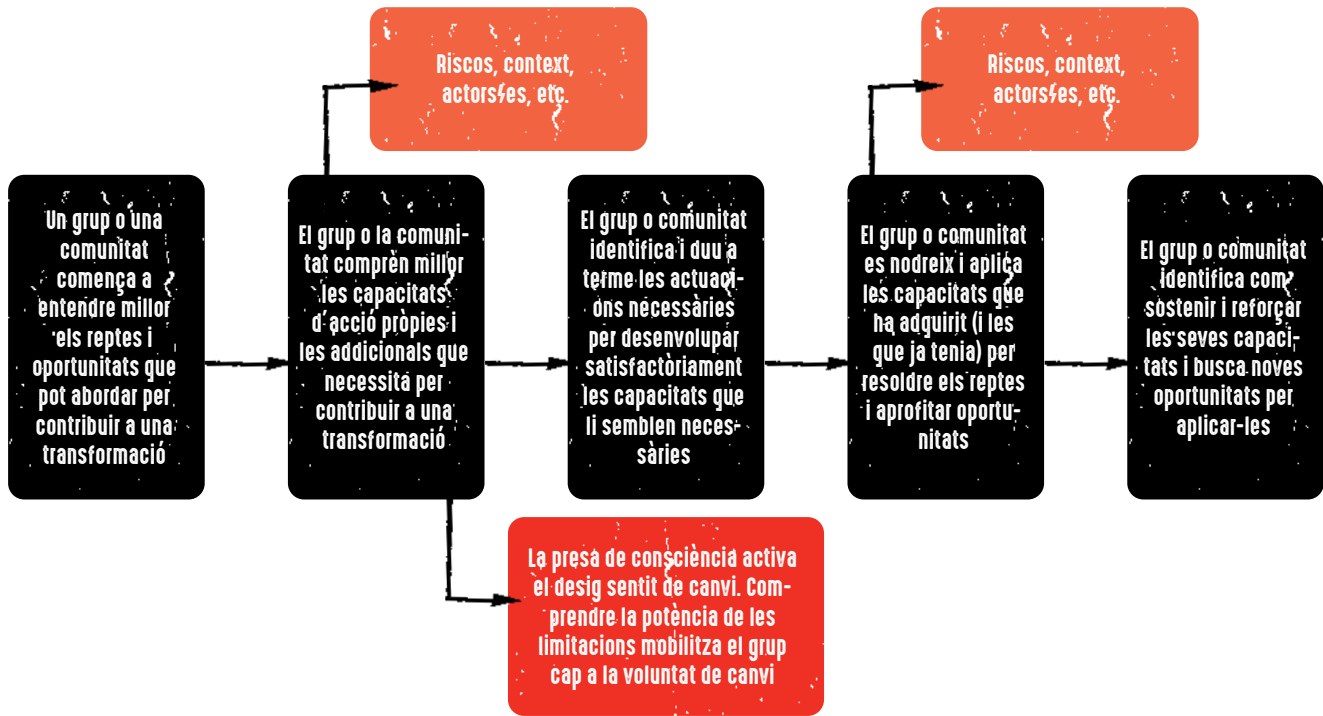 Riscos, context,
actors/es, etc.
Riscos, context,
actors/es, etc.
Un grup o una
comunitat
comença a
entendre millor
els reptes i
oportunitats que
pot abordar per
contribuir a una
transformació
El grup o la comuni-
tat comprèn millor
les capacitats
d'acció pròpies i
les addicionals que
necessita per
contribuir a una
transformació
El grup o comunitat
identifica i duu a
terme les actuaci-
ons necessàries
per desenvolupar
satisfactòriament
les capacitats que
li semblen neces-
sàries
El grup o comunitat
es nodreix i aplica
les capacitats que
ha adquirit (i les
que ja tenia) per
resoldre els reptes
i aprofitar oportu-
nitats
El grup o comunitat
identifica com
sostenir i reforçar
les seves capaci-
tats i busca noves
oportunitats per
aplicar-les
La presa de consciència activa
el desig sentit de canvi. Com-
prendre la potència de les
limitacions mobilitza el grup
cap a la voluntat de canvi